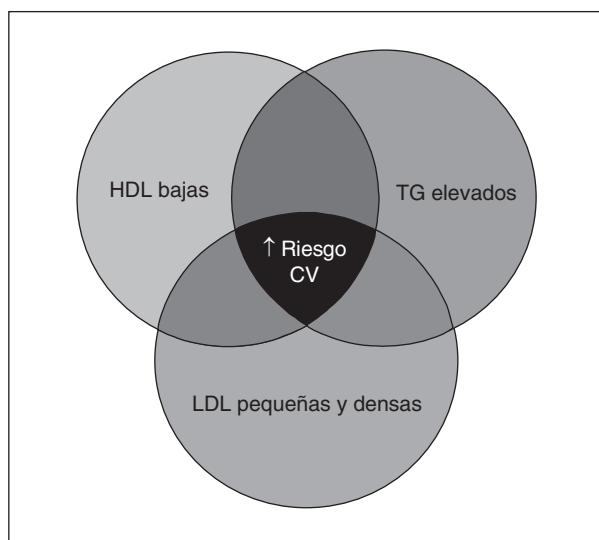 HDL bajas
TG elevados
↑ Riesgo
CV
LDL pequeñas y densas